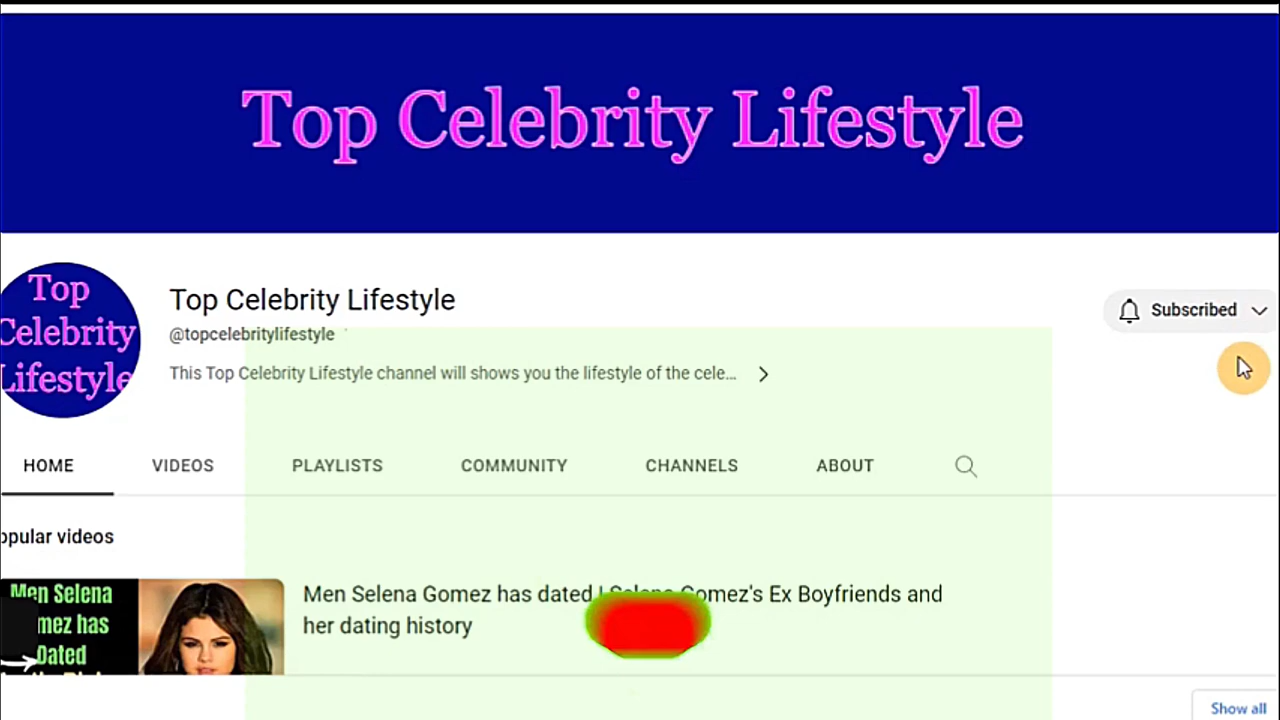 Top Celebrity Lifestyle
Top
Celebrity
Lifestyle
Top Celebrity Lifestyle
@topcelebritylifestyle
This Top Celebrity Lifestyle channel will shows you the lifestyle of the cele...
Subscribed
HOME VIDEOS PLAYLISTS COMMUNITY CHANNELS ABOUT
opular videos
Men Selena
mez has
Dated
Men Selena Gomez has dated | Selena Gomez's Ex Boyfriends and
her dating history
Show all